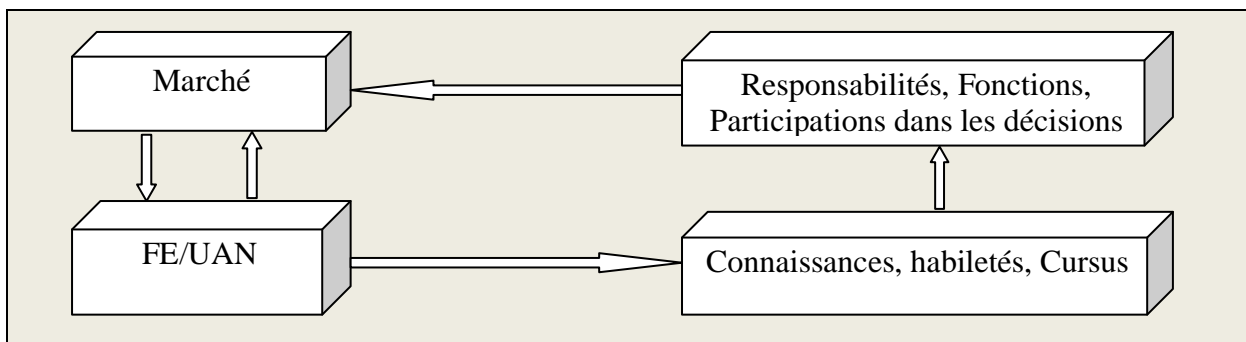 Marché
Responsabilités, Fonctions,
Participations dans les décisions
FE/UAN
Connaissances, habiletés, Cursus